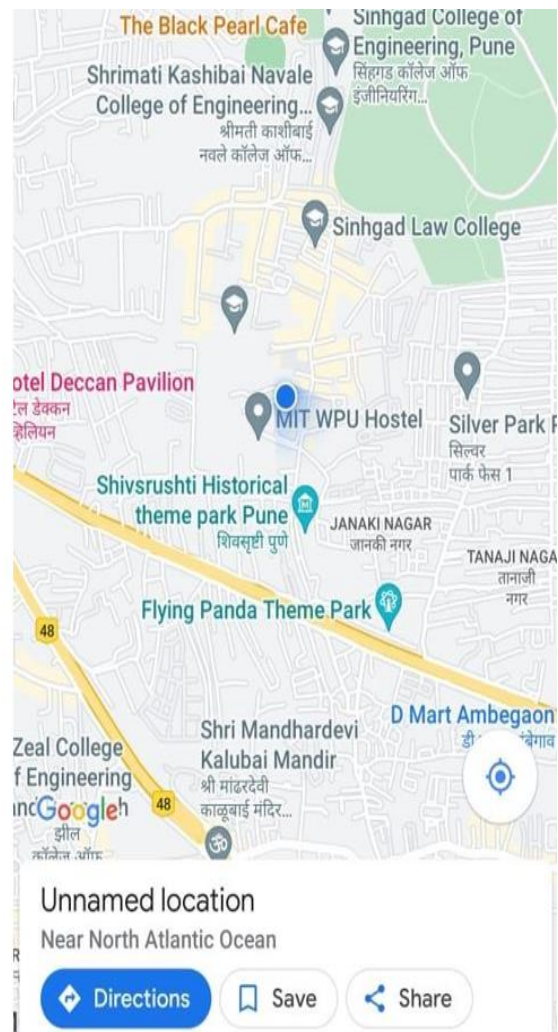 The Black Pearl Cafe
Sinhgad College of
Engineering, Pune
सिंहगड कॉलेज ऑफ
इंजीनियरिंग...
Shrimati Kashibai Navale
College of Engineering...
श्रीमती काशीबाई
नवले कॉलेज ऑफ...
Sinhgad Law College
otel Deccan Pavilion
टेल डेक्कन
व्हेलियन
MIT WPU Hostel
Silver Park P
सिल्वर
पार्क फेस 1
Shivsrushti Historical
theme park Pune
शिवसृष्टी पुणे
JANAKI NAGAR
जानकी नगर
TANAJI NAGA
तानाजी
नगर
Flying Panda Theme Park
48
D Mart Ambegaon
डी
बेगाव
Shri Mandhardevi
Kalubai Mandir
श्री मांढरदेवी
काळूबाई मंदिर...
Zeal College
f Engineering
Google
48
झील
कॉलेज ऑफ
Unnamed location
Near North Atlantic Ocean
Directions
Save
Share